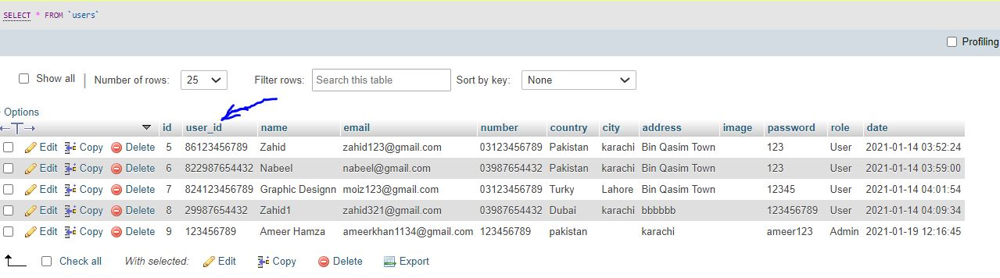 SELECT * FROM `users`
Profiling
Show all Number of rows: 25 Filter rows: Search this table Sort by key: None
Options
id user_id name email number country city address image password role date
Edit Copy Delete 5 86123456789 Zahid zahid123@gmail.com 03123456789 Pakistan karachi Bin Qasim Town 123 User 2021-01-14 03:52:24
Edit Copy Delete 6 822987654432 Nabeel nabeel@gmail.com 03987654432 Pakistan karachi Bin Qasim Town 123 User 2021-01-14 03:59:00
Edit Copy Delete 7 824123456789 Graphic Designn moiz123@gmail.com 03123456789 Turky Lahore Bin Qasim Town 12345 User 2021-01-14 04:01:54
Edit Copy Delete 8 29987654432 Zahid1 zahid321@gmail.com 03987654432 Dubai karachi bbbbbb 123456789 User 2021-01-14 04:09:34
Edit Copy Delete 9 123456789 Ameer Hamza ameerkhan1134@gmail.com 123456789 pakistan karachi ameer123 Admin 2021-01-19 12:16:45
Check all With selected: Edit Copy Delete Export